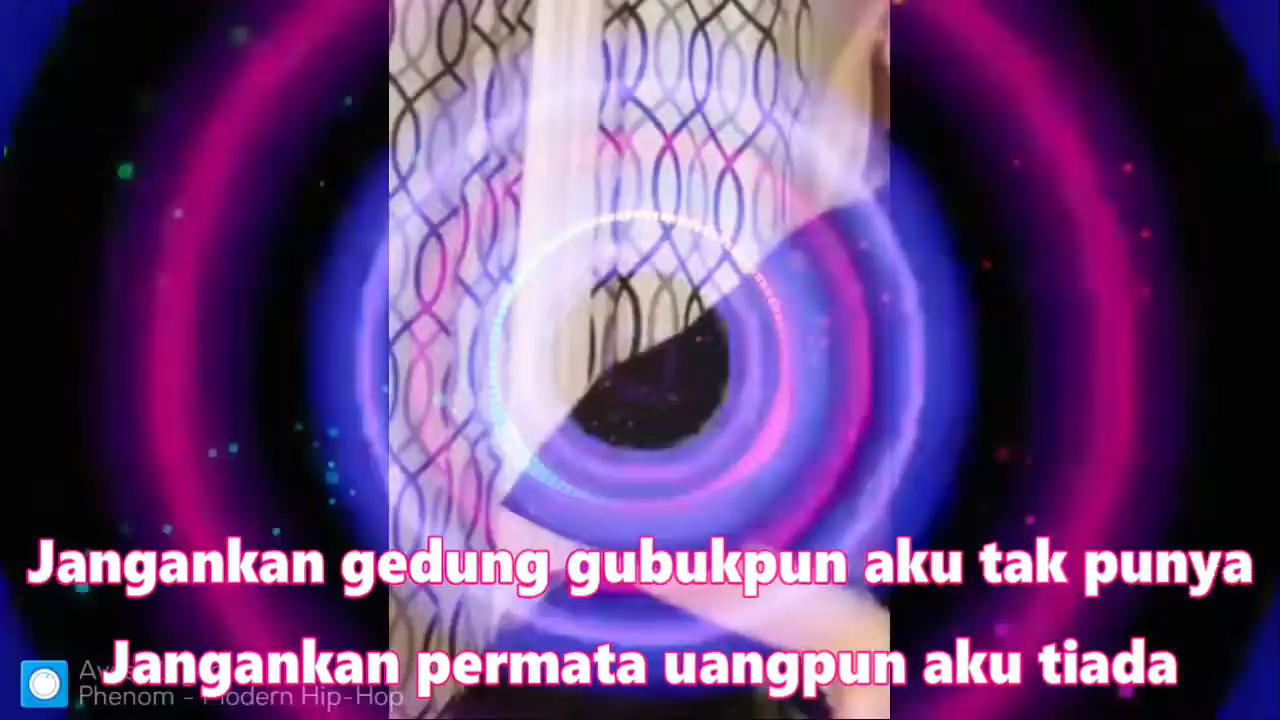 Jangankan gedung gubukpun aku tak punya
Jangankan permata uangpun aku tiada
Phenom - Modern Hip-Hop